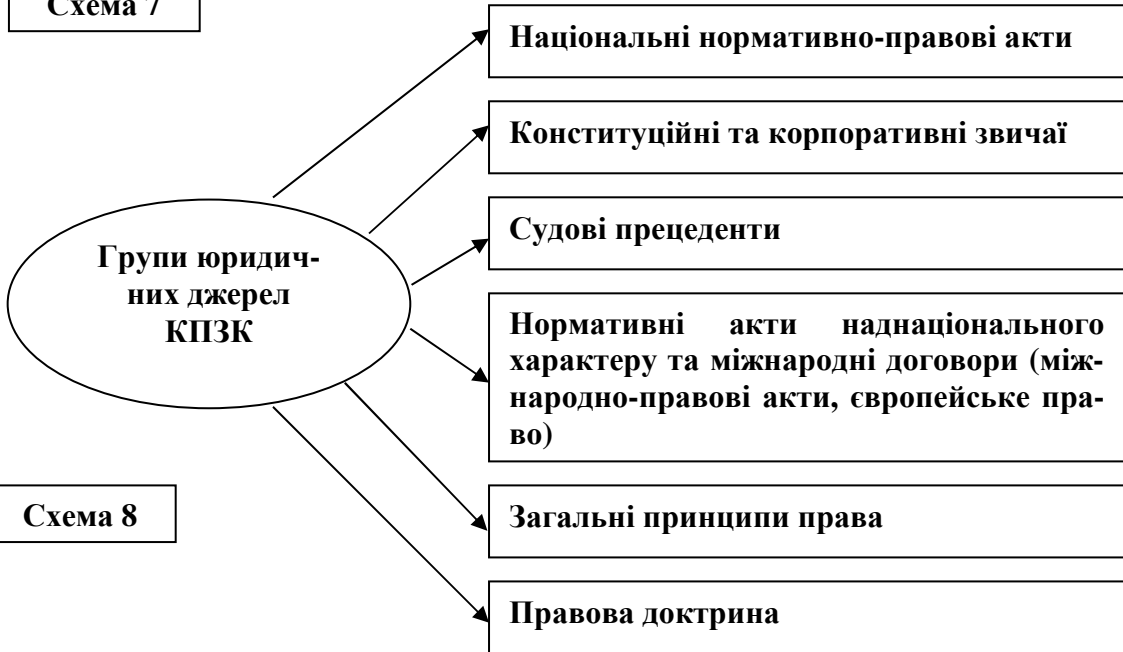 Схема 7
Національні нормативно-правові акти
Конституційні та корпоративні звичаї
Судові прецеденти
Групи юридич-
них джерел
КПЗК
Нормативні акти наднаціонального
характеру та міжнародні договори (між-
народно-правові акти, європейське пра-
во)
Схема 8
Загальні принципи права
Правова доктрина